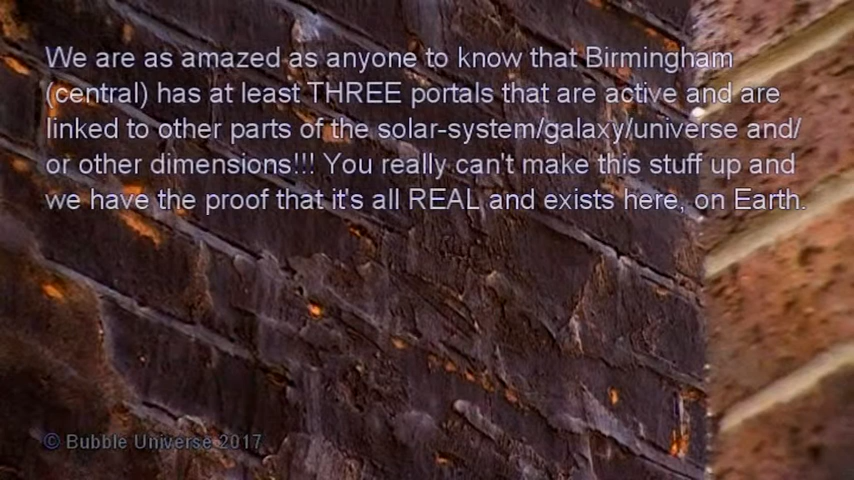 We are as amazed as anyone to know that Birmingham
(central) has at least THREE portals that are active and are
linked to other parts of the solar-system/galaxy/universe and/
or other dimensions!!! You really can't make this stuff up and
we have the proof that it's all REAL and exists here, on Earth.
© Bubble Universe 2017